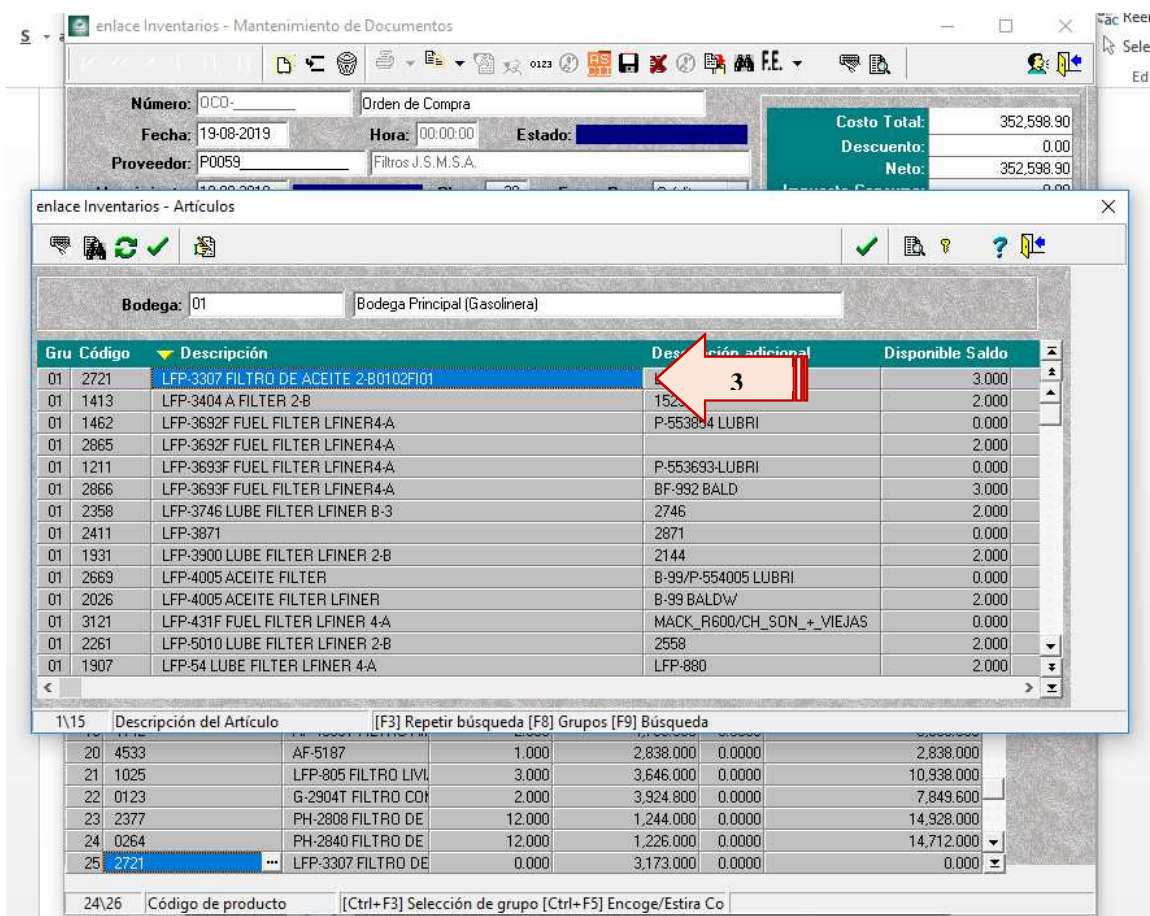 S
enlace Inventarios - Mantenimiento de Documentos
Reer
Sele
Ed
0123
F.E.
Número: OCO- Orden de Compra
Fecha: 19-08-2019 Hora: 00:00:00 Estado:
Proveedor: P0059 Filtros J.S.M.S.A.
Costo Total: 352,598.90
Descuento: 0.00
Neto: 352,598.90
enlace Inventarios - Artículos
Bodega: 01 Bodega Principal (Gasolinera)
Gru Código Descripción Descripción adicional Disponible Saldo
01 2721 LFP-3307 FILTRO DE ACEITE 2-B0102FI01 3.000
3
01 1413 LFP-3404 A FILTER 2-B 2.000
01 1462 LFP-3692F FUEL FILTER LFINER4-A P-553854 LUBRI 0.000
01 2865 LFP-3692F FUEL FILTER LFINER4-A 2.000
01 1211 LFP-3693F FUEL FILTER LFINER4-A P-553693-LUBRI 0.000
01 2866 LFP-3693F FUEL FILTER LFINER4-A BF-992 BALD 3.000
01 2358 LFP-3746 LUBE FILTER LFINER B-3 2746 2.000
01 2411 LFP-3871 2871 0.000
01 1931 LFP-3900 LUBE FILTER LFINER 2-B 2144 2.000
01 2669 LFP-4005 ACEITE FILTER B-99/P-554005 LUBRI 0.000
01 2026 LFP-4005 ACEITE FILTER LFINER B-99 BALDW 2.000
01 3121 LFP-431F FUEL FILTER LFINER 4-A MACK_R600/CH_SON_+_VIEJAS 0.000
01 2261 LFP-5010 LUBE FILTER LFINER 2-B 2558 2.000
01 1907 LFP-54 LUBE FILTER LFINER 4-A LFP-880 2.000
1\15 Descripción del Artículo [F3] Repetir búsqueda [F8] Grupos [F9] Búsqueda
20 4533 AF-5187 1.000 2,838.000 0.0000 2,838.000
21 1025 LFP-805 FILTRO LIVI 3.000 3,646.000 0.0000 10,938.000
22 0123 G-2904T FILTRO CON 2.000 3,924.800 0.0000 7,849.600
23 2377 PH-2808 FILTRO DE 12.000 1,244.000 0.0000 14,928.000
24 0264 PH-2840 FILTRO DE 12.000 1,226.000 0.0000 14,712.000
25 2721 ... LFP-3307 FILTRO DE 0.000 3,173.000 0.0000 0.000
24\26 Código de producto [Ctrl+F3] Selección de grupo [Ctrl+F5] Encoge/Estira Co